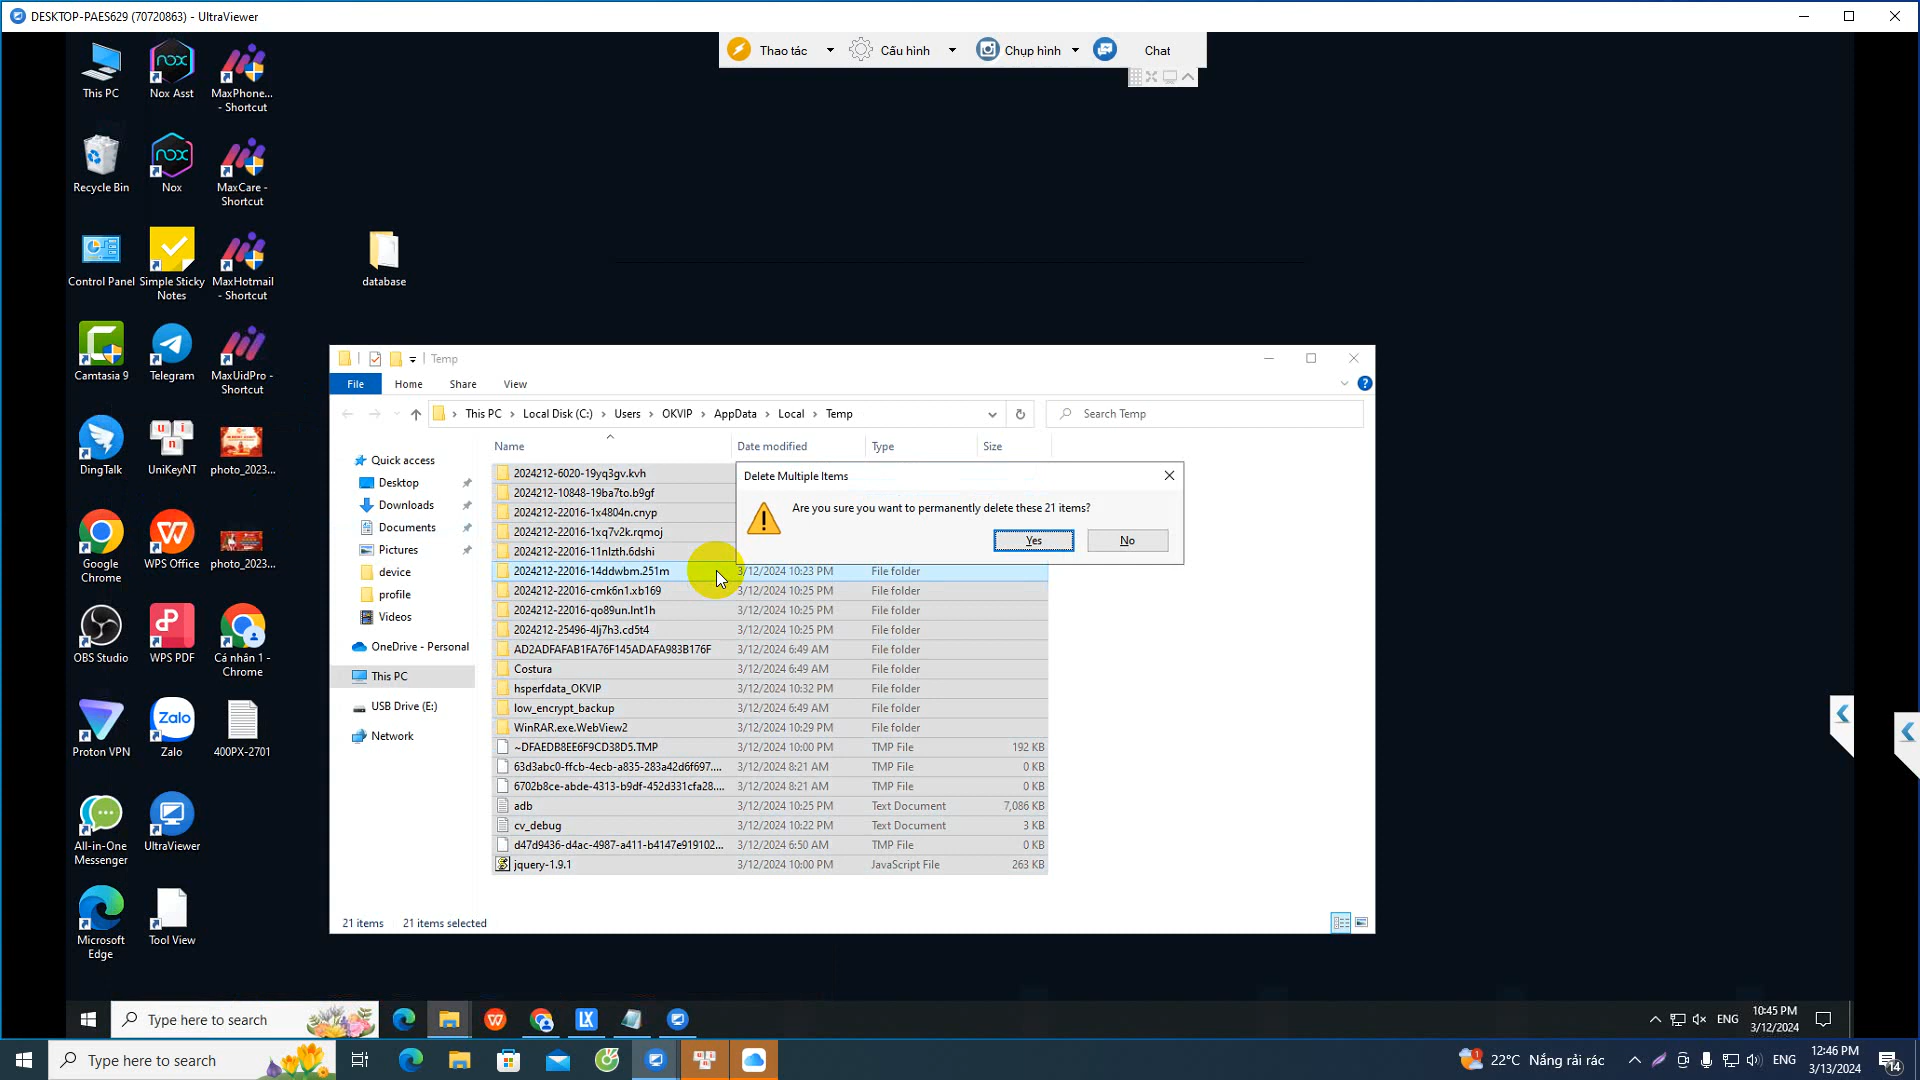 DESKTOP-PAES629 (70720863) - UltraViewer
Thao tác
Cấu hình
Chụp hình
Chat
This PC
Nox Asst
MaxPhone...
- Shortcut
Recycle Bin
Nox
MaxCare -
Shortcut
Control Panel
Simple Sticky
Notes
MaxHotmail
- Shortcut
database
Camtasia 9
Telegram
MaxUidPro -
Shortcut
DingTalk
UniKeyNT
photo_2023...
Google
Chrome
WPS Office
photo_2023...
OBS Studio
WPS PDF
Cá nhân 1 -
Chrome
Proton VPN
Zalo
400PX-2701
All-in-One
Messenger
UltraViewer
Microsoft
Edge
Tool View
Temp
File
Home
Share
View
This PC
Local Disk (C:)
Users
OKVIP
AppData
Local
Temp
Search Temp
Name
Date modified
Type
Size
Quick access
Desktop
Downloads
Documents
Pictures
device
profile
Videos
OneDrive - Personal
This PC
USB Drive (E:)
Network
2024212-6020-19yq3gv.kvh
2024212-10848-19ba7to.b9gf
2024212-22016-1x4804n.cnyp
2024212-22016-1xq7v2k.rqmoj
2024212-22016-11nlzth.6dshi
2024212-22016-14ddwbm.251m 3/12/2024 10:23 PM File folder
2024212-22016-cmk6n1.xb169 3/12/2024 10:25 PM File folder
2024212-22016-qo89un.lnt1h 3/12/2024 10:25 PM File folder
2024212-25496-4lj7h3.cd5t4 3/12/2024 10:25 PM File folder
AD2ADFAFAB1FA76F145ADAFA983B176F 3/12/2024 6:49 AM File folder
Costura 3/12/2024 6:49 AM File folder
hsperfdata_OKVIP 3/12/2024 10:32 PM File folder
low_encrypt_backup 3/12/2024 6:49 AM File folder
WinRAR.exe.WebView2 3/12/2024 10:29 PM File folder
~DFAEDB8EE6F9CD38D5.TMP 3/12/2024 10:00 PM TMP File 192 KB
63d3abc0-ffcb-4ecb-a835-283a42d6f697.... 3/12/2024 8:21 AM TMP File 0 KB
6702b8ce-abde-4313-b9df-452d331cfa28.... 3/12/2024 8:21 AM TMP File 0 KB
adb 3/12/2024 10:25 PM Text Document 7,086 KB
cv_debug 3/12/2024 10:22 PM Text Document 3 KB
d47d9436-d4ac-4987-a411-b4147e919102... 3/12/2024 6:50 AM TMP File 0 KB
jquery-1.9.1 3/12/2024 10:00 PM JavaScript File 263 KB
Delete Multiple Items
Are you sure you want to permanently delete these 21 items?
Yes
No
21 items
21 items selected
Type here to search
ENG
10:45 PM
3/12/2024
Type here to search
22°C Nắng rải rác
ENG
12:46 PM
3/13/2024
14